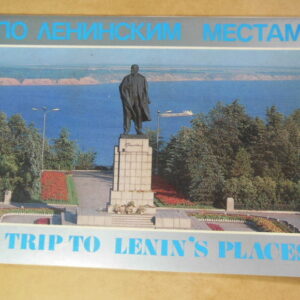 ПО ЛЕНИНСКИМ МЕСТАМ
TRIP TO LENIN'S PLACES